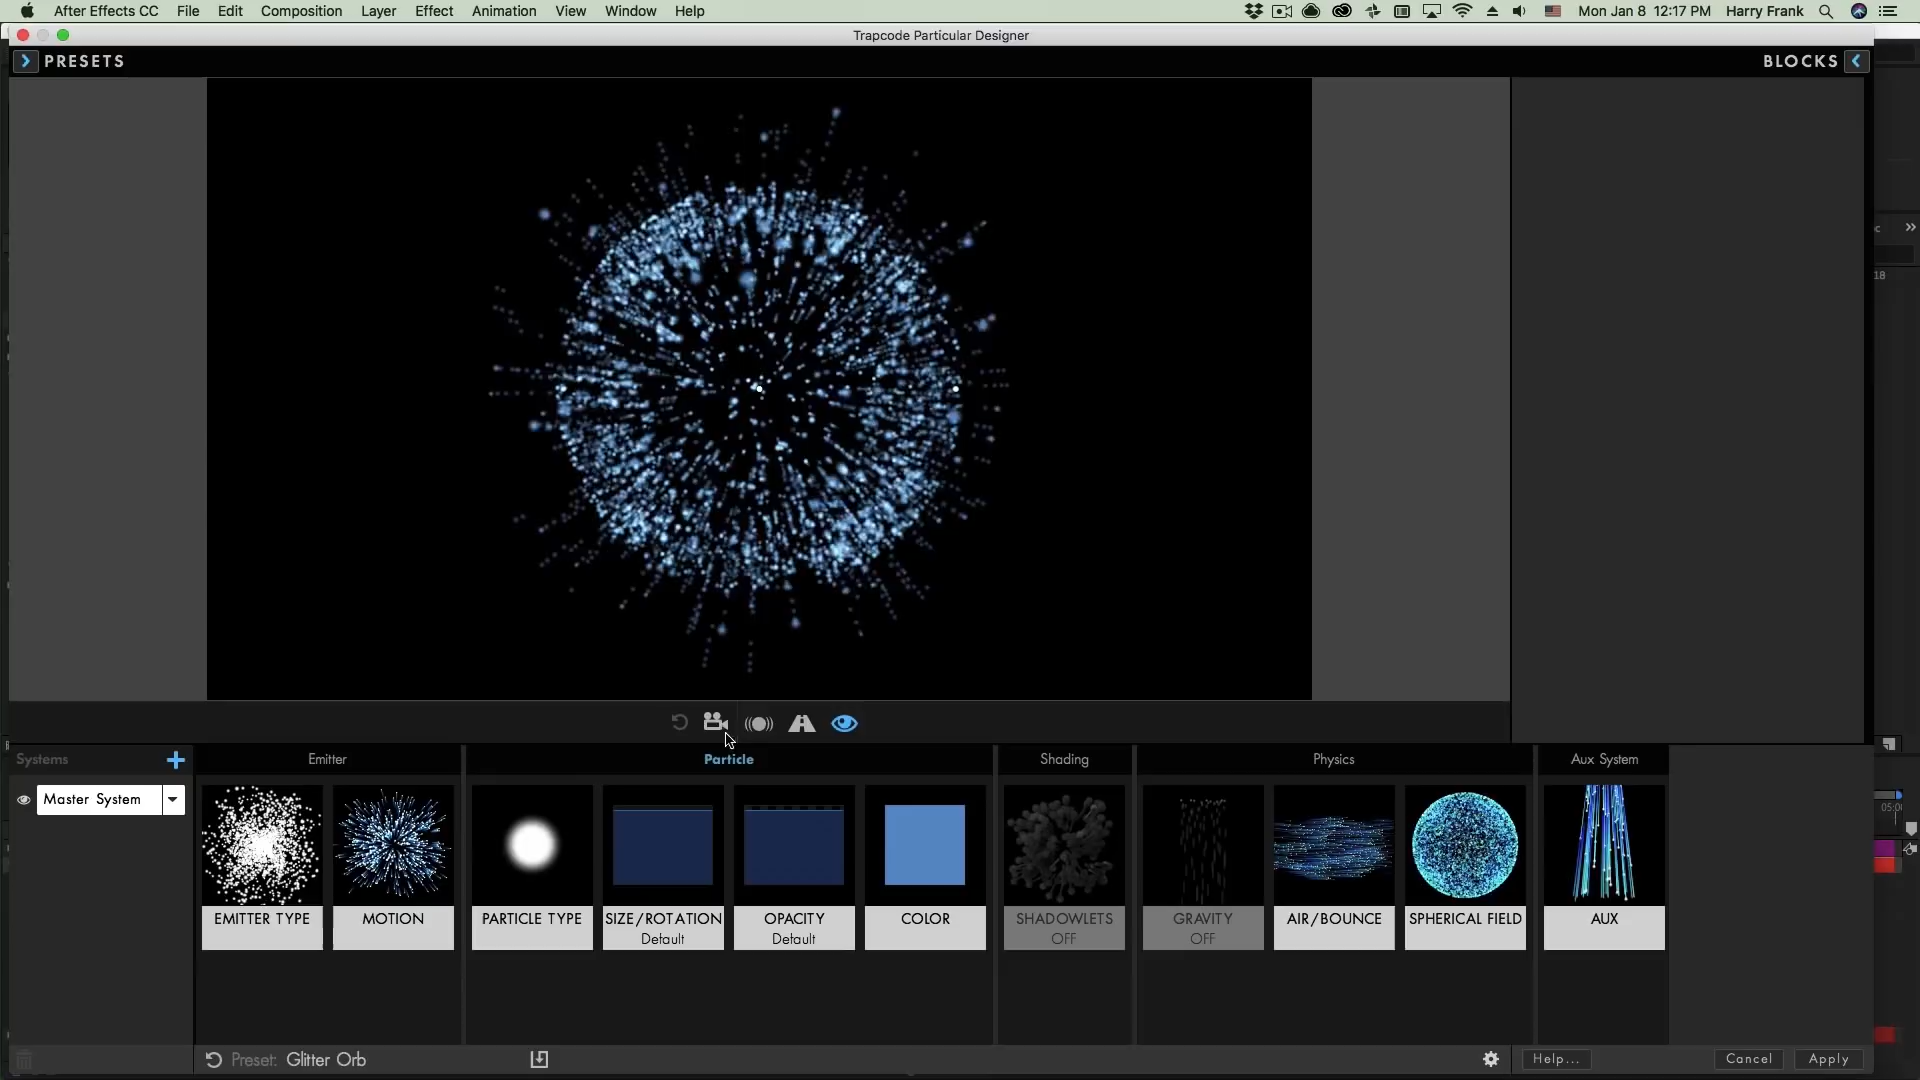 After Effects CC File Edit Composition Layer Effect Animation View Window Help Mon Jan 8 12:17 PM Harry Frank
Trapcode Particular Designer
PRESETS
BLOCKS
18
Systems
Emitter
Particle
Shading
Physics
Aux System
Master System
EMITTER TYPE
MOTION
PARTICLE TYPE
SIZE/ROTATION
Default
OPACITY
Default
COLOR
SHADOWLETS
OFF
GRAVITY
OFF
AIR/BOUNCE
SPHERICAL FIELD
AUX
Preset: Glitter Orb
Help...
Cancel
Apply